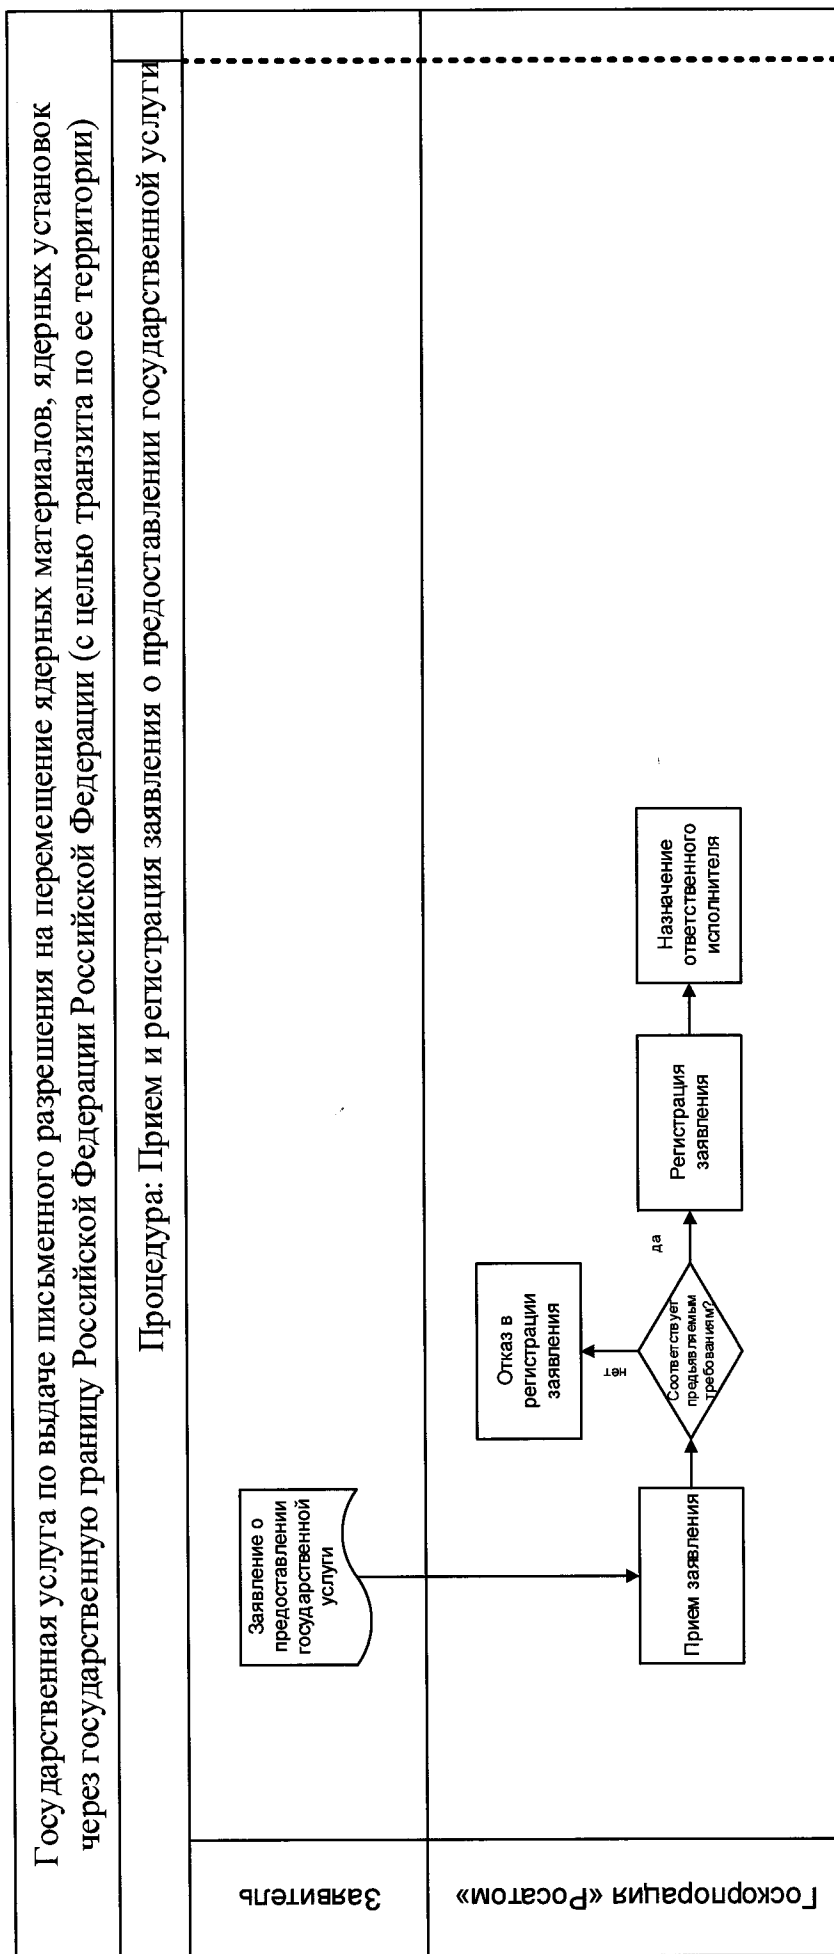 Государственная услуга по выдаче письменного разрешения на перемещение ядерных материалов, ядерных установок
через государственную границу Российской Федерации Российской Федерации (с целью транзита по ее территории)
Процедура: Прием и регистрация заявления о предоставлении государственной услуги
Заявитель
Заявление о
предоставлении
государственной
услуги
Госкорпорация «Росатом»
Прием заявления
Соответствует
предъявляемым
требованиям?
нет
Отказ в
регистрации
заявления
да
Регистрация
заявления
Назначение
ответственного
исполнителя